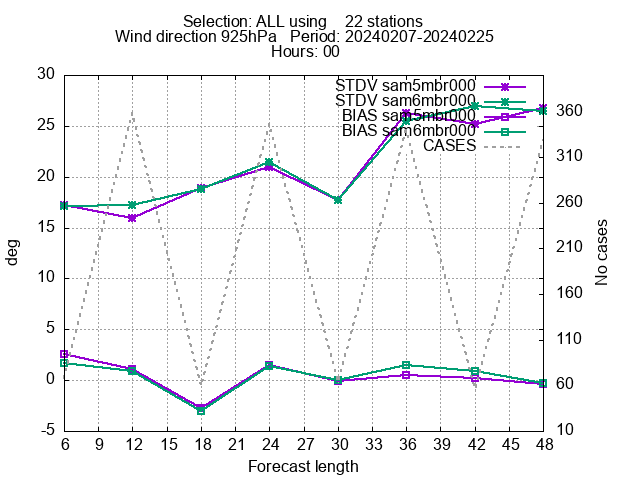 Selection: ALL using 22 stations
Wind direction 925hPa Period: 20240207-20240225
Hours: 00
STDV sam5mbr000
STDV sam6mbr000
BIAS sam5mbr000
BIAS sam6mbr000
CASES
30
25
20
15
10
5
0
-5
deg
360
310
260
210
160
110
60
10
No cases
6 9 12 15 18 21 24 27 30 33 36 39 42 45 48
Forecast length